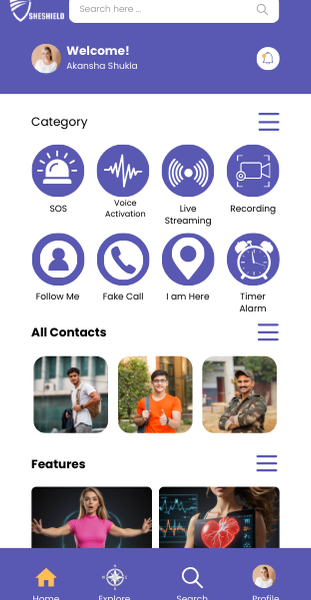 SHESHIELD
Search here ...
Welcome!
Akansha Shukla
Category
SOS
Voice
Activation
Live
Streaming
Recording
Follow Me
Fake Call
I am Here
Timer
Alarm
All Contacts
Features
Home
Explore
Search
Profile